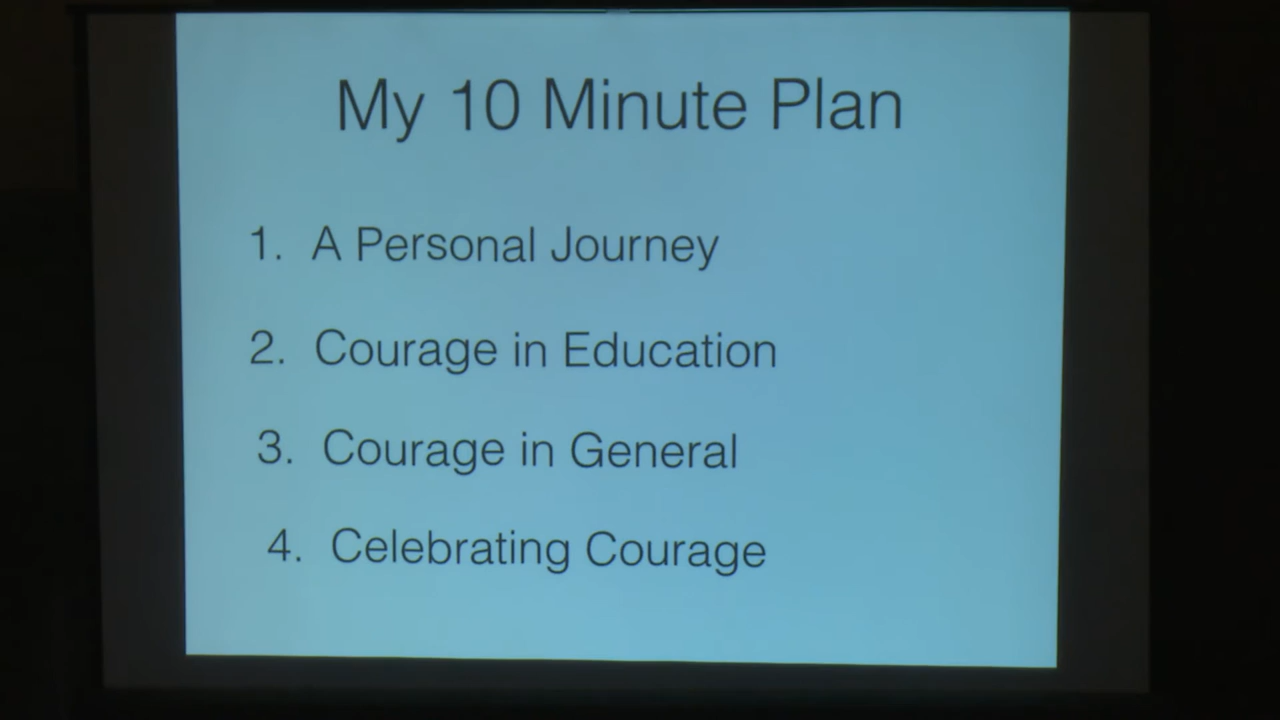 My 10 Minute Plan
1. A Personal Journey
2. Courage in Education
3. Courage in General
4. Celebrating Courage